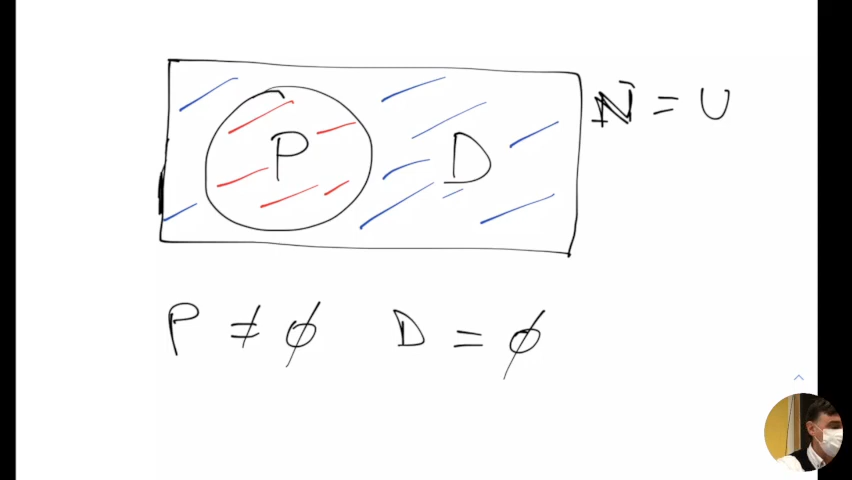 P D ℕ = U
P ≠ ∅ D = ∅